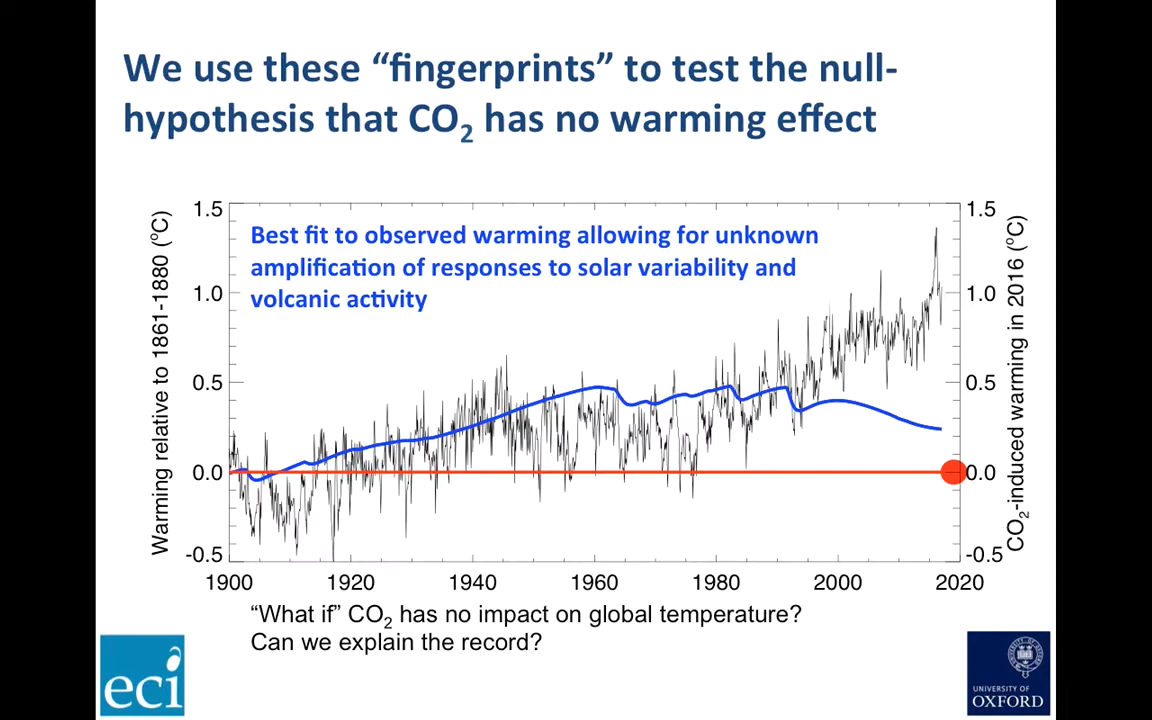 We use these “fingerprints” to test the null-
hypothesis that CO₂ has no warming effect
Best fit to observed warming allowing for unknown
amplification of responses to solar variability and
volcanic activity
Warming relative to 1861-1880 (ºC)
1.5
1.0
0.5
0.0
-0.5
1.5
1.0
0.5
0.0
-0.5
CO₂-induced warming in 2016 (ºC)
1900 1920 1940 1960 1980 2000 2020
“What if” CO₂ has no impact on global temperature?
Can we explain the record?
eci
UNIVERSITY OF
OXFORD